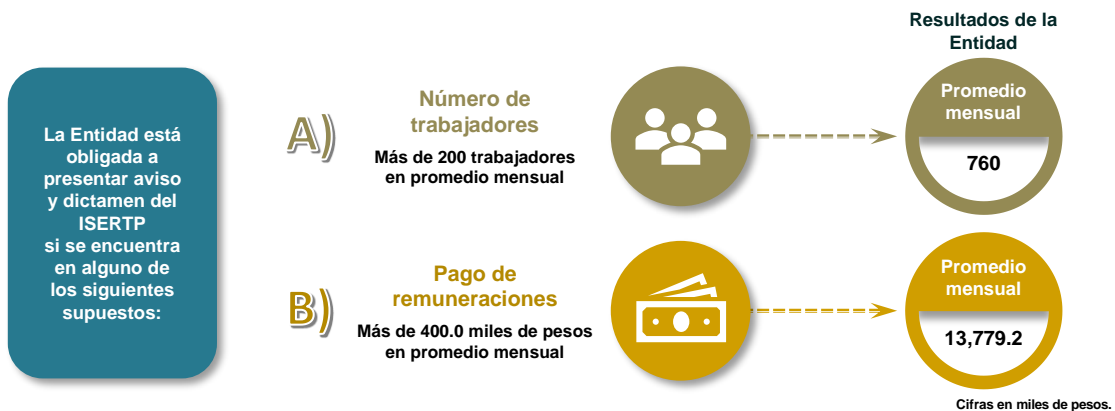 La Entidad está
obligada a
presentar aviso
y dictamen del
ISERTP
si se encuentra
en alguno de
los siguientes
supuestos:
A)
Número de
trabajadores
Más de 200 trabajadores
en promedio mensual
Resultados de la
Entidad
Promedio
mensual
760
B)
Pago de
remuneraciones
Más de 400.0 miles de pesos
en promedio mensual
Promedio
mensual
13,779.2
Cifras en miles de pesos.